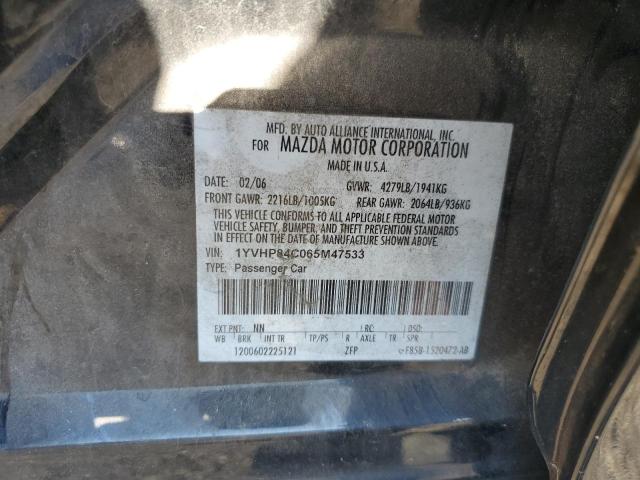 MFD. BY AUTO ALLIANCE INTERNATIONAL, INC.
FOR MAZDA MOTOR CORPORATION
MADE IN U.S.A.
DATE: 02/06 GVWR: 4279LB/1941KG
FRONT GAWR: 2216LB/1005KG REAR GAWR: 2064LB/936KG
THIS VEHICLE CONFORMS TO ALL APPLICABLE FEDERAL MOTOR
VEHICLE SAFETY, BUMPER, AND THEFT PREVENTION STANDARDS
IN EFFECT ON THE DATE OF MANUFACTURE SHOWN ABOVE.
VIN: 1YVHP84C065M47533
TYPE: Passenger Car
EXT PNT: NN RC: DSO:
WB BRK INT TR TP/PS R AXLE TR SPR
1200602225121 ZFP F85B-1520472-AB